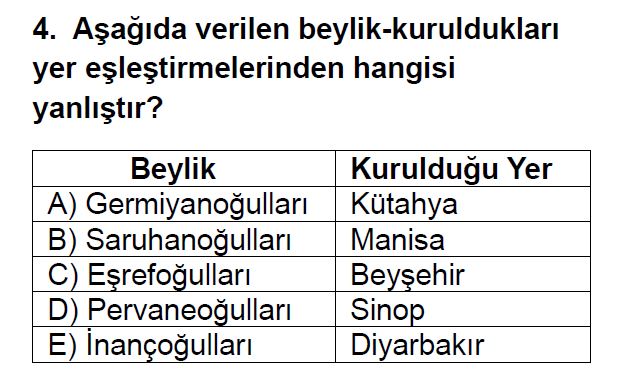 4. Aşağıda verilen beylik-kuruldukları
yer eşleştirmelerinden hangisi
yanlıştır?
Beylik Kurulduğu Yer
A) Germiyanoğulları Kütahya
B) Saruhanoğulları Manisa
C) Eşrefoğulları Beyşehir
D) Pervaneoğulları Sinop
E) İnançoğulları Diyarbakır